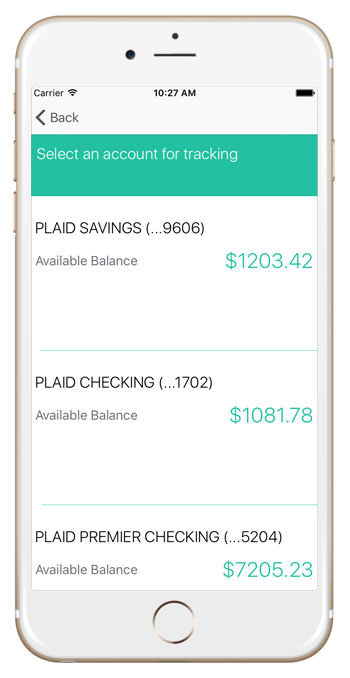 Carrier 10:27 AM
Back
Select an account for tracking
PLAID SAVINGS (...9606)
Available Balance $1203.42
PLAID CHECKING (...1702)
Available Balance $1081.78
PLAID PREMIER CHECKING (...5204)
Available Balance $7205.23